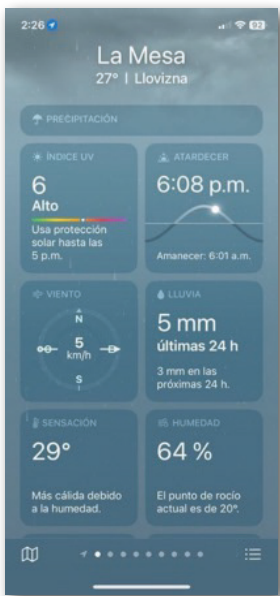 2:26
92
La Mesa
27° | Llovizna
PRECIPITACIÓN
ÍNDICE UV
6
Alto
Usa protección
solar hasta las
5 p.m.
ATARDECER
6:08 p.m.
Amanecer: 6:01 a.m.
VIENTO
N
5
km/h
S
LLUVIA
5 mm
últimas 24 h
3 mm en las
próximas 24 h.
SENSACIÓN
29°
Más cálida debido
a la humedad.
HUMEDAD
64 %
El punto de rocío
actual es de 20°.